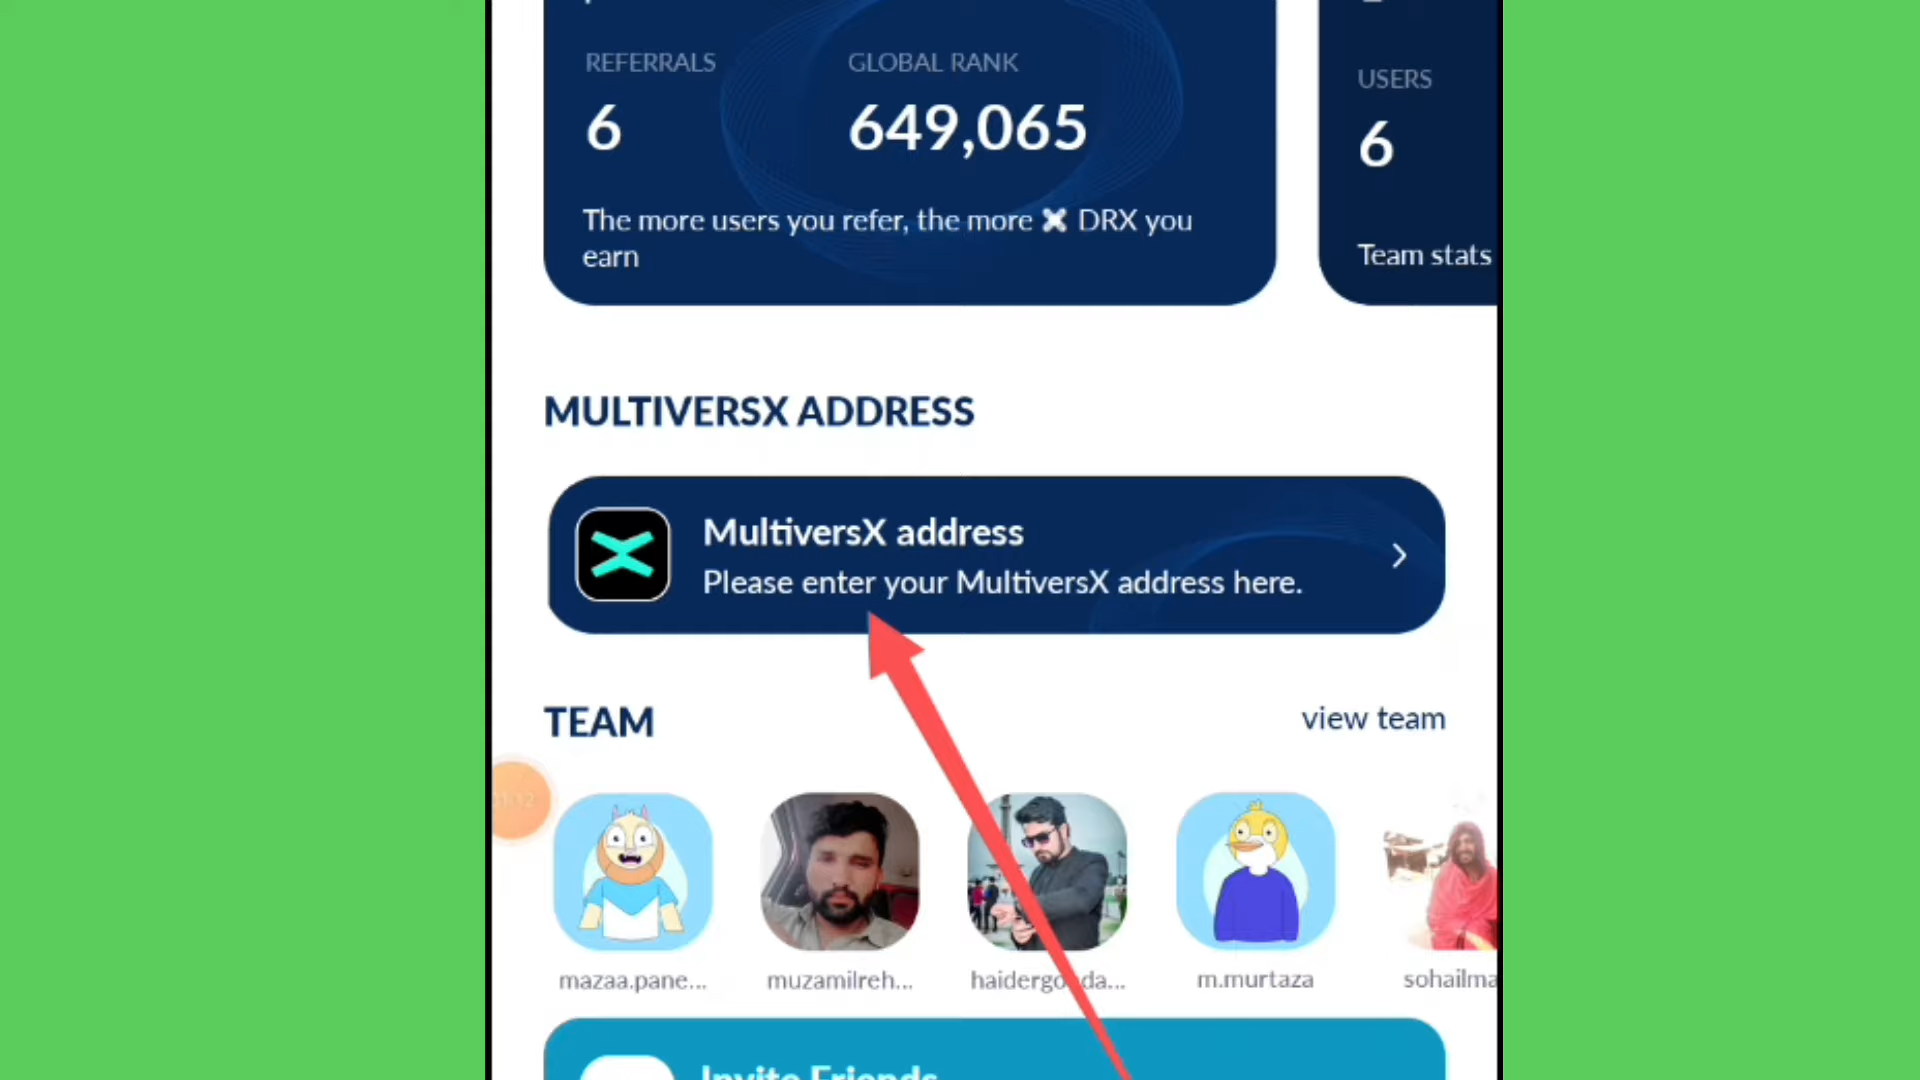 REFERRALS
GLOBAL RANK
6
649,065
The more users you refer, the more DRX you
earn
USERS
6
Team stats
MULTIVERSX ADDRESS
MultiversX address
Please enter your MultiversX address here.
TEAM
view team
mazaa.pane...
muzamilreh...
m.murtaza
sohailma
Invite Friends